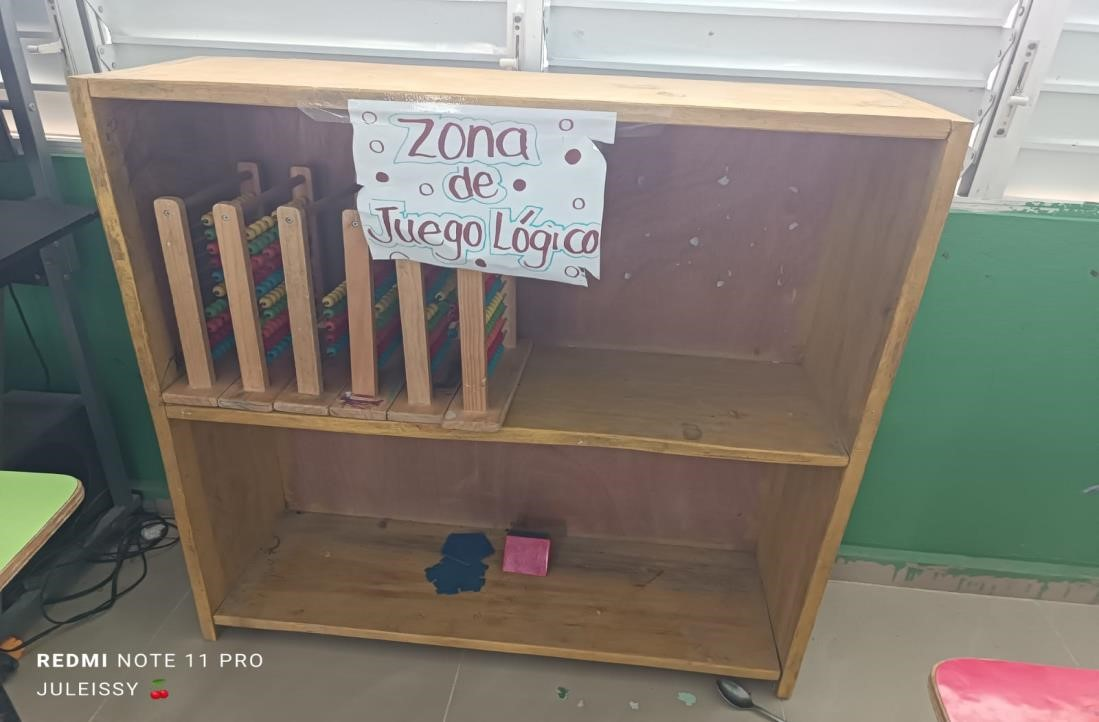 Zona
de
Juego Lógico
REDMI NOTE 11 PRO
JULEISSY 🍒